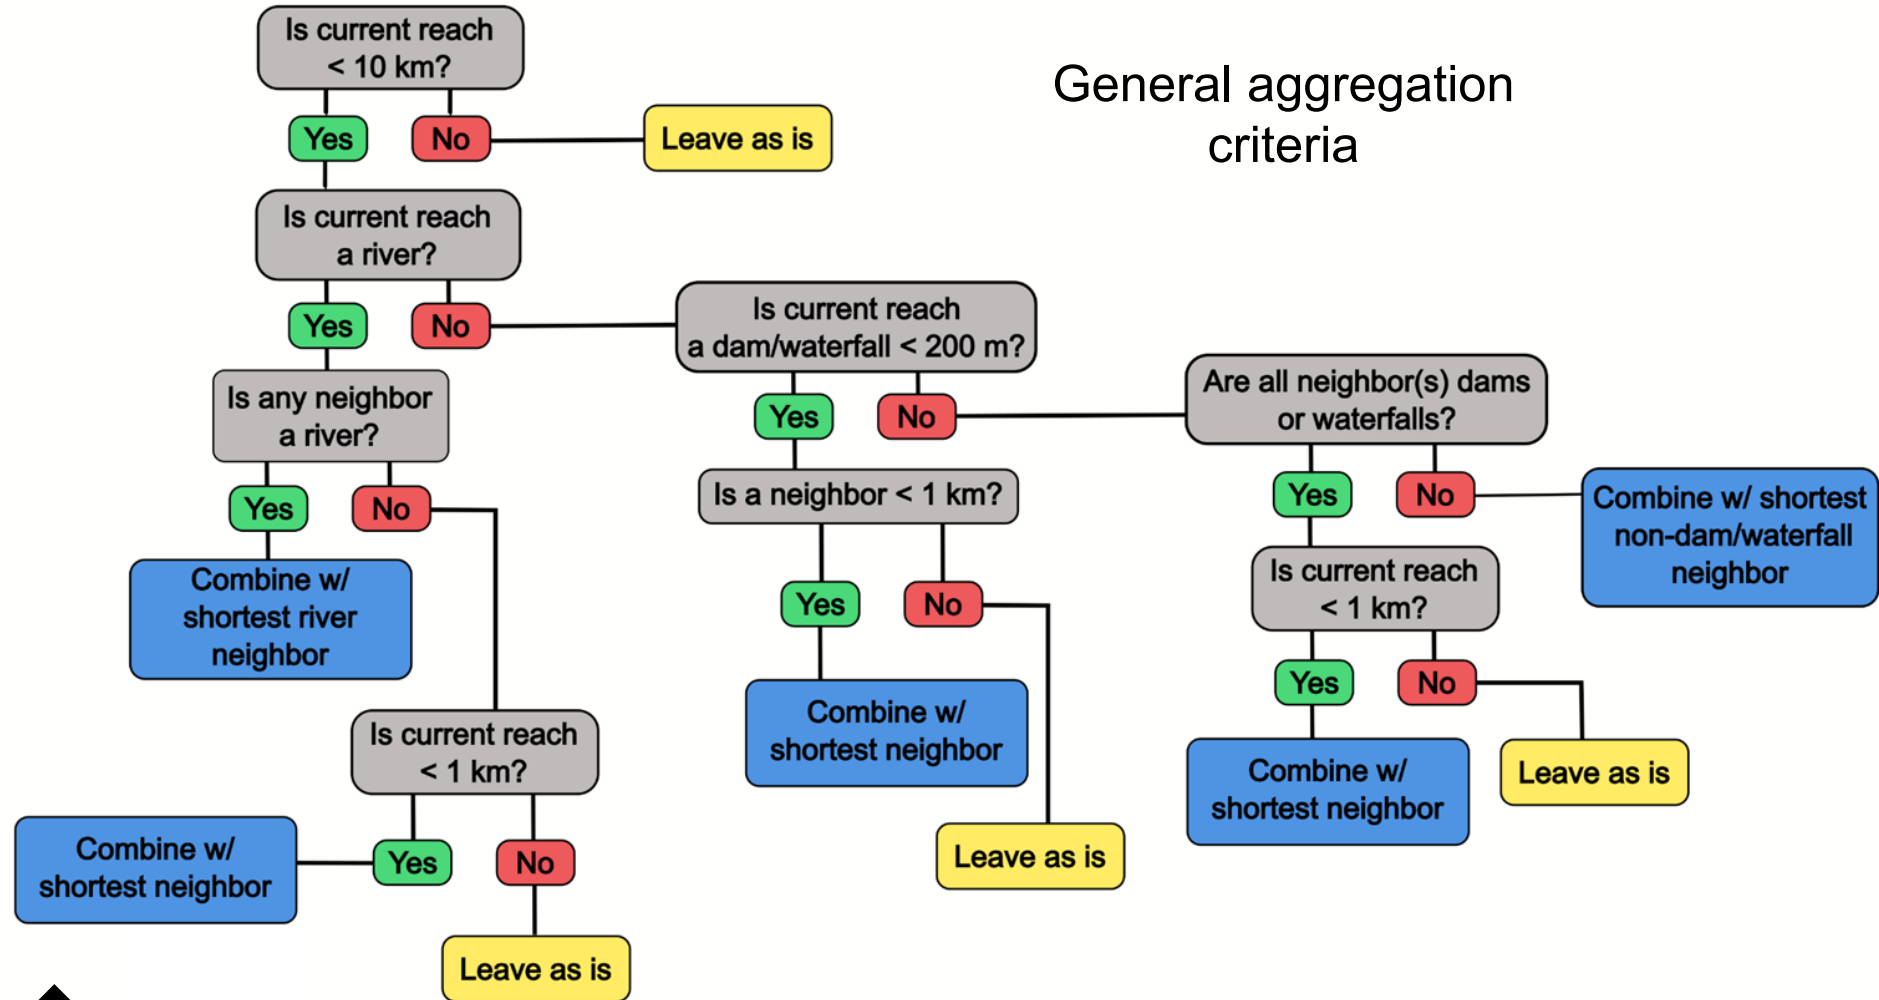 Is current reach
< 10 km?
General aggregation
criteria
Yes
No
Leave as is
Is current reach
a river?
Yes
No
Is current reach
a dam/waterfall < 200 m?
Is any neighbor
a river?
Are all neighbor(s) dams
or waterfalls?
Yes
No
Yes
No
Is a neighbor < 1 km?
Yes
No
Combine w/ shortest
non-dam/waterfall
neighbor
Combine w/
shortest river
neighbor
Is current reach
< 1 km?
Yes
No
Yes
No
Combine w/
shortest neighbor
Is current reach
< 1 km?
Combine w/
shortest neighbor
Leave as is
Combine w/
shortest neighbor
Yes
No
Leave as is
Leave as is